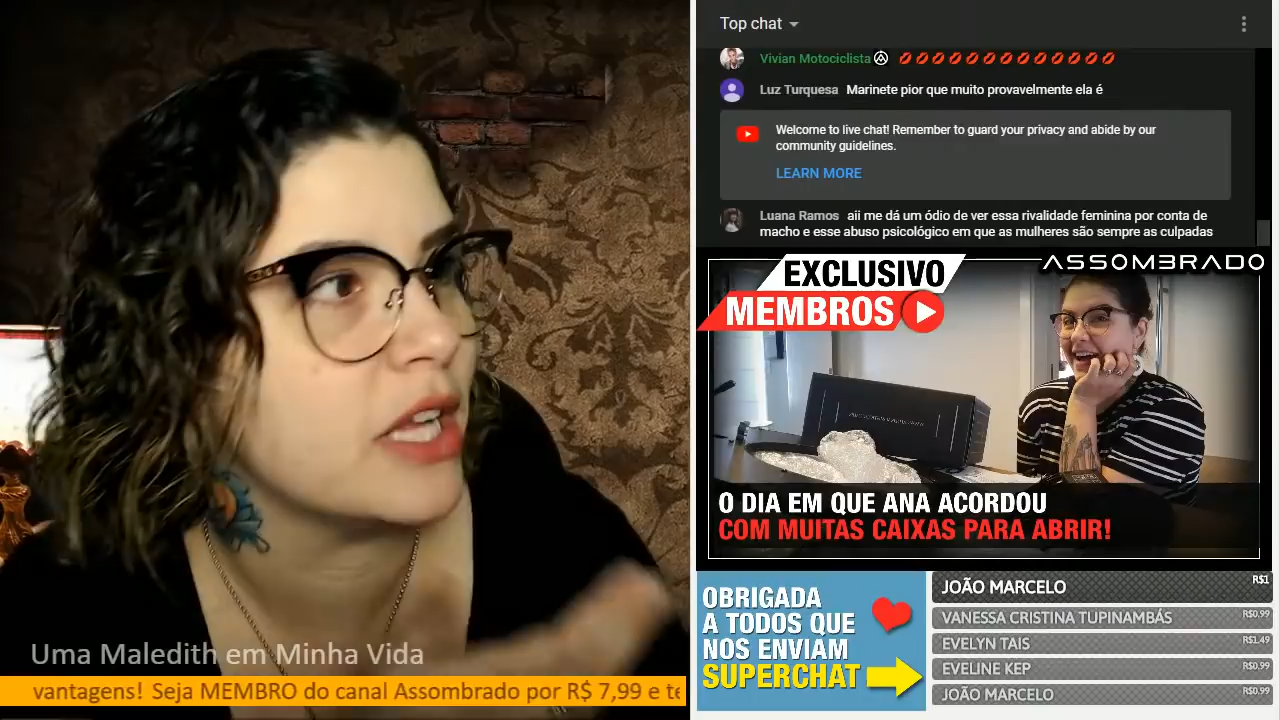 Top chat
Vivian Motociclista
Luz Turquesa Marinete pior que muito provavelmente ela é
Welcome to live chat! Remember to guard your privacy and abide by our
community guidelines.
LEARN MORE
Luana Ramos aii me dá um ódio de ver essa rivalidade feminina por conta de
macho e esse abuso psicológico em que as mulheres são sempre as culpadas
EXCLUSIVO
MEMBROS
ASSOMBRADO
O DIA EM QUE ANA ACORDOU
COM MUITAS CAIXAS PARA ABRIR!
OBRIGADA
A TODOS QUE
NOS ENVIAM
SUPERCHAT
JOÃO MARCELO R$1
VANESSA CRISTINA TUPINAMBÁS R$0.99
EVELYN TAIS R$1.49
EVELINE KEP R$0.99
JOÃO MARCELO R$0.99
Uma Maledith em Minha Vida
vantagens! Seja MEMBRO do canal Assombrado por R$ 7,99 e te